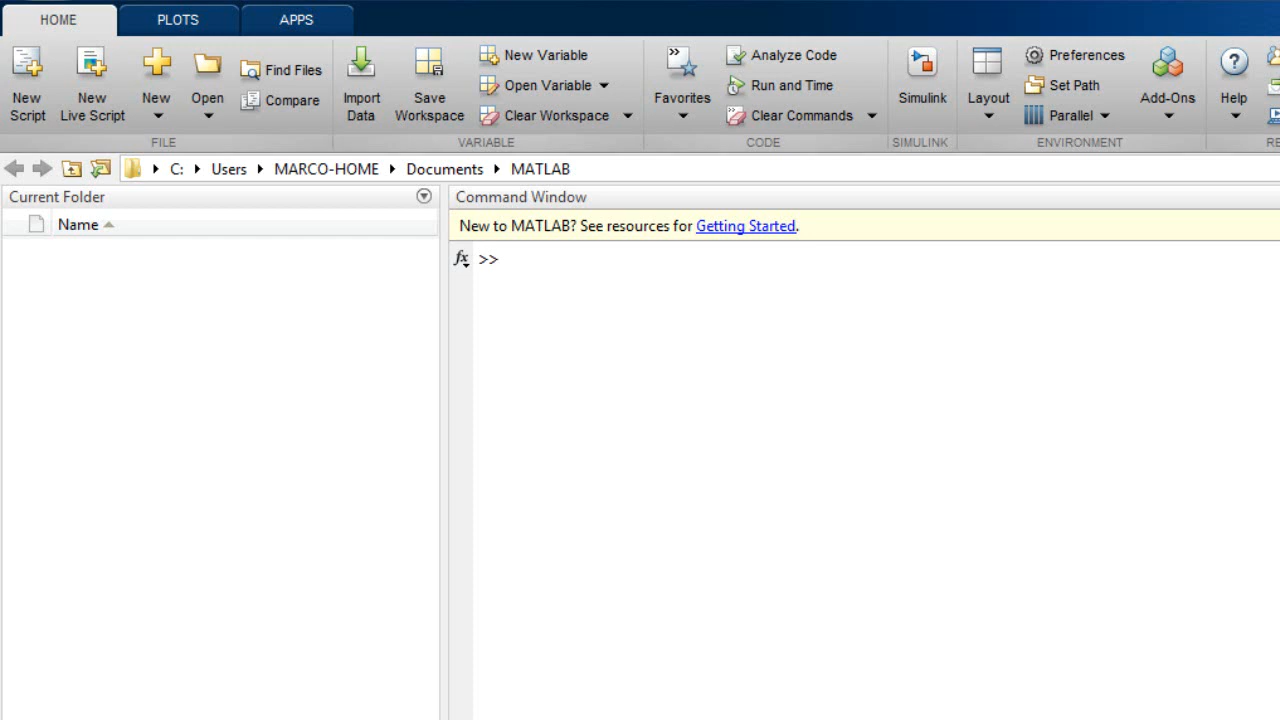 HOME PLOTS APPS
New Script
New Live Script
New
Open
Find Files
Compare
FILE
Import Data
Save Workspace
New Variable
Open Variable
Clear Workspace
VARIABLE
Favorites
Analyze Code
Run and Time
Clear Commands
CODE
Simulink
SIMULINK
Layout
Preferences
Set Path
Parallel
Add-Ons
ENVIRONMENT
Help
RE
C: Users MARCO-HOME Documents MATLAB
Current Folder
Name
Command Window
New to MATLAB? See resources for Getting Started.
fx >>